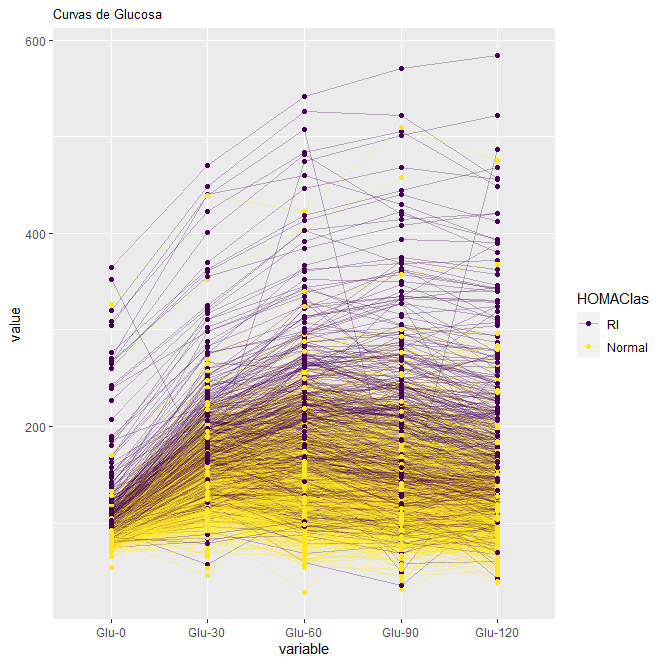 Curvas de Glucosa
600
400
200
value
Glu-0 Glu-30 Glu-60 Glu-90 Glu-120
variable
HOMAClas
RI
Normal